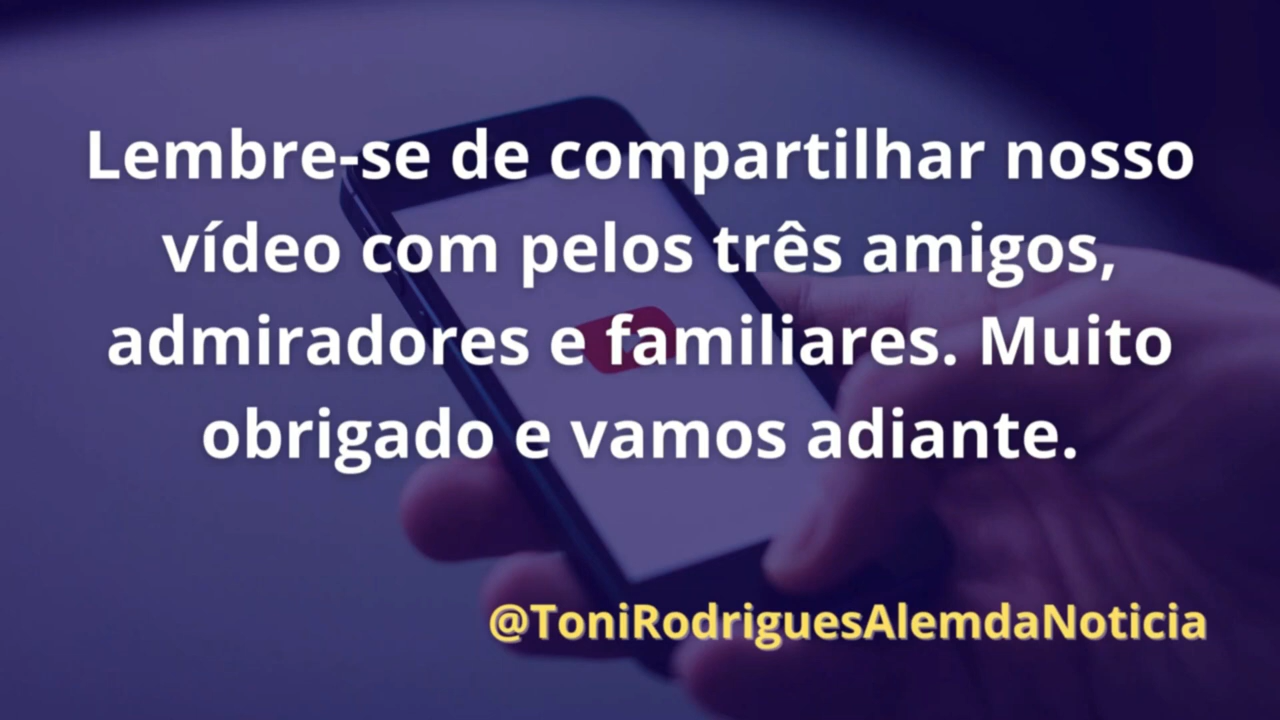 Lembre-se de compartilhar nosso
vídeo com pelos três amigos,
admiradores e familiares. Muito
obrigado e vamos adiante.
@ToniRodriguesAlemdaNoticia